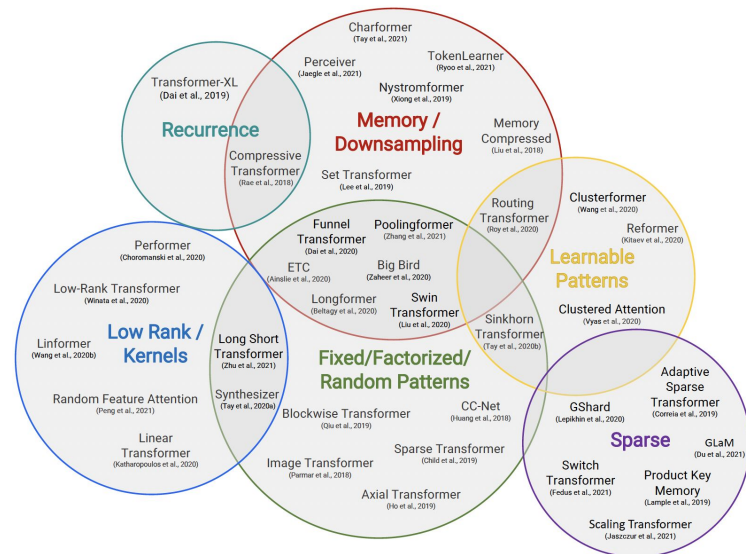 Charformer
(Tay et al., 2021)
Perceiver
(Jaegle et al., 2021)
TokenLearner
(Ryoo et al., 2021)
Transformer-XL
(Dai et al., 2019)
Nystromformer
(Xiong et al., 2019)
Recurrence
Memory /
Downsampling
Memory
Compressed
(Liu et al., 2018)
Compressive
Transformer
(Rae et al., 2018)
Set Transformer
(Lee et al., 2019)
Routing
Transformer
(Roy et al., 2020)
Clusterformer
(Wang et al., 2020)
Reformer
(Kitaev et al., 2020)
Learnable
Patterns
Clustered Attention
(Vyas et al., 2020)
Funnel
Transformer
(Dai et al., 2020)
Poolingformer
(Zhang et al., 2021)
ETC
(Ainslie et al., 2020)
Big Bird
(Zaheer et al., 2020)
Longformer
(Beltagy et al., 2020)
Swin
Transformer
(Liu et al., 2020)
Sinkhorn
Transformer
(Tay et al., 2020b)
Performer
(Choromanski et al., 2020)
Low-Rank Transformer
(Winata et al., 2020)
Low Rank /
Kernels
Linformer
(Wang et al., 2020b)
Long Short
Transformer
(Zhu et al., 2021)
Synthesizer
(Tay et al., 2020a)
Random Feature Attention
(Peng et al., 2021)
Linear
Transformer
(Katharopoulos et al., 2020)
Fixed/Factorized/
Random Patterns
Blockwise Transformer
(Qiu et al., 2019)
CC-Net
(Huang et al., 2018)
Sparse Transformer
(Child et al., 2019)
Image Transformer
(Parmar et al., 2018)
Axial Transformer
(Ho et al., 2019)
Adaptive
Sparse
Transformer
(Correia et al., 2019)
GShard
(Lepikhin et al., 2020)
Sparse
GLaM
(Du et al., 2021)
Switch
Transformer
(Fedus et al., 2021)
Product Key
Memory
(Lample et al., 2019)
Scaling Transformer
(Jaszczur et al., 2021)